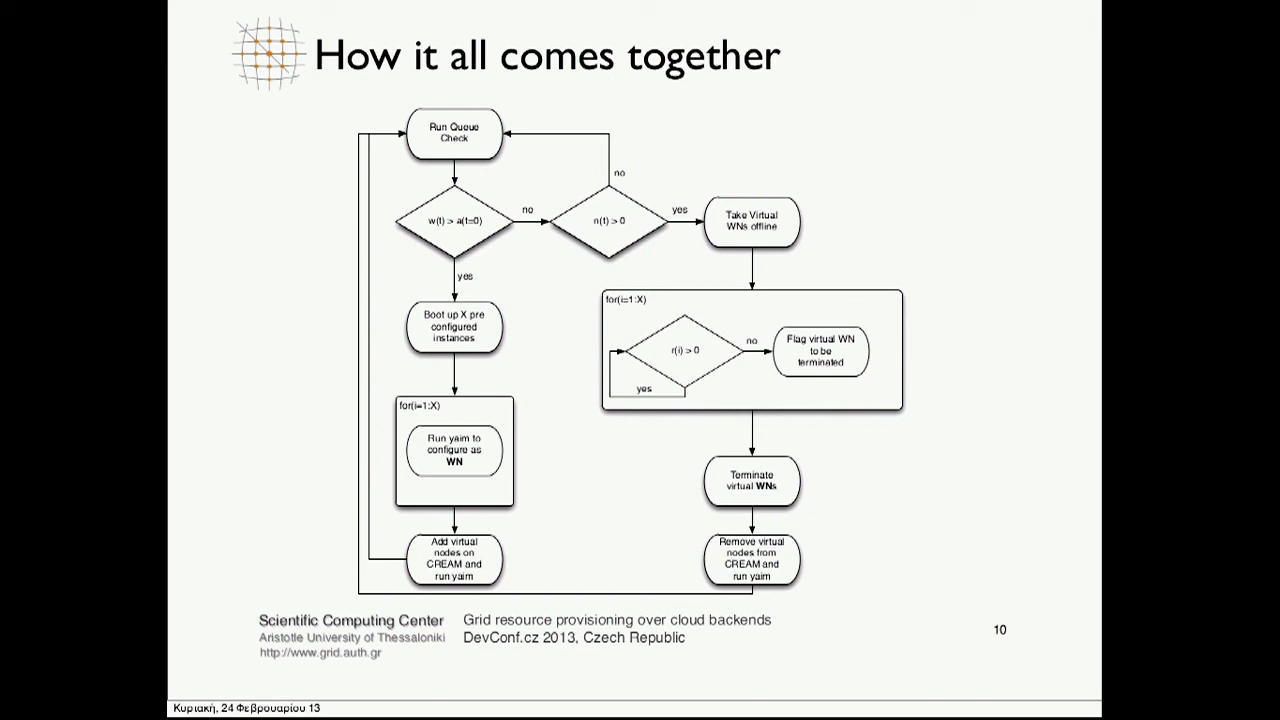 How it all comes together
Run Queue
Check
no
w(t) > a(t=0)
no
n(t) > 0
yes
Take Virtual
WNs offline
yes
Boot up X pre
configured
instances
for(i=1:X)
r(i) > 0
no
Flag virtual WN
to be
terminated
yes
for(i=1:X)
Run yaim to
configure as
WN
Terminate
virtual WNs
Add virtual
nodes on
CREAM and
run yaim
Remove virtual
nodes from
CREAM and
run yaim
Scientific Computing Center
Aristotle University of Thessaloniki
http://www.grid.auth.gr
Grid resource provisioning over cloud backends
DevConf.cz 2013, Czech Republic
10
Κυριακή, 24 Φεβρουαρίου 13